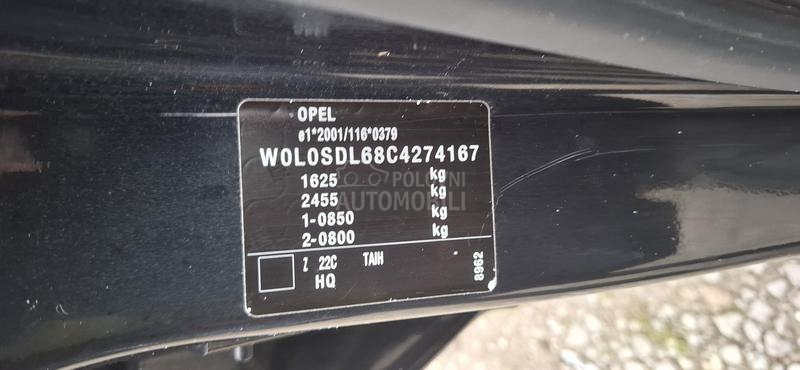 OPEL
e1*2001/116*0379
W0L0SDL68C4274167
1625 kg
2455 kg
1-0850 kg
2-0800 kg
Z 22C TAIH
HQ
8962
POLOVNI
AUTOMOBILI